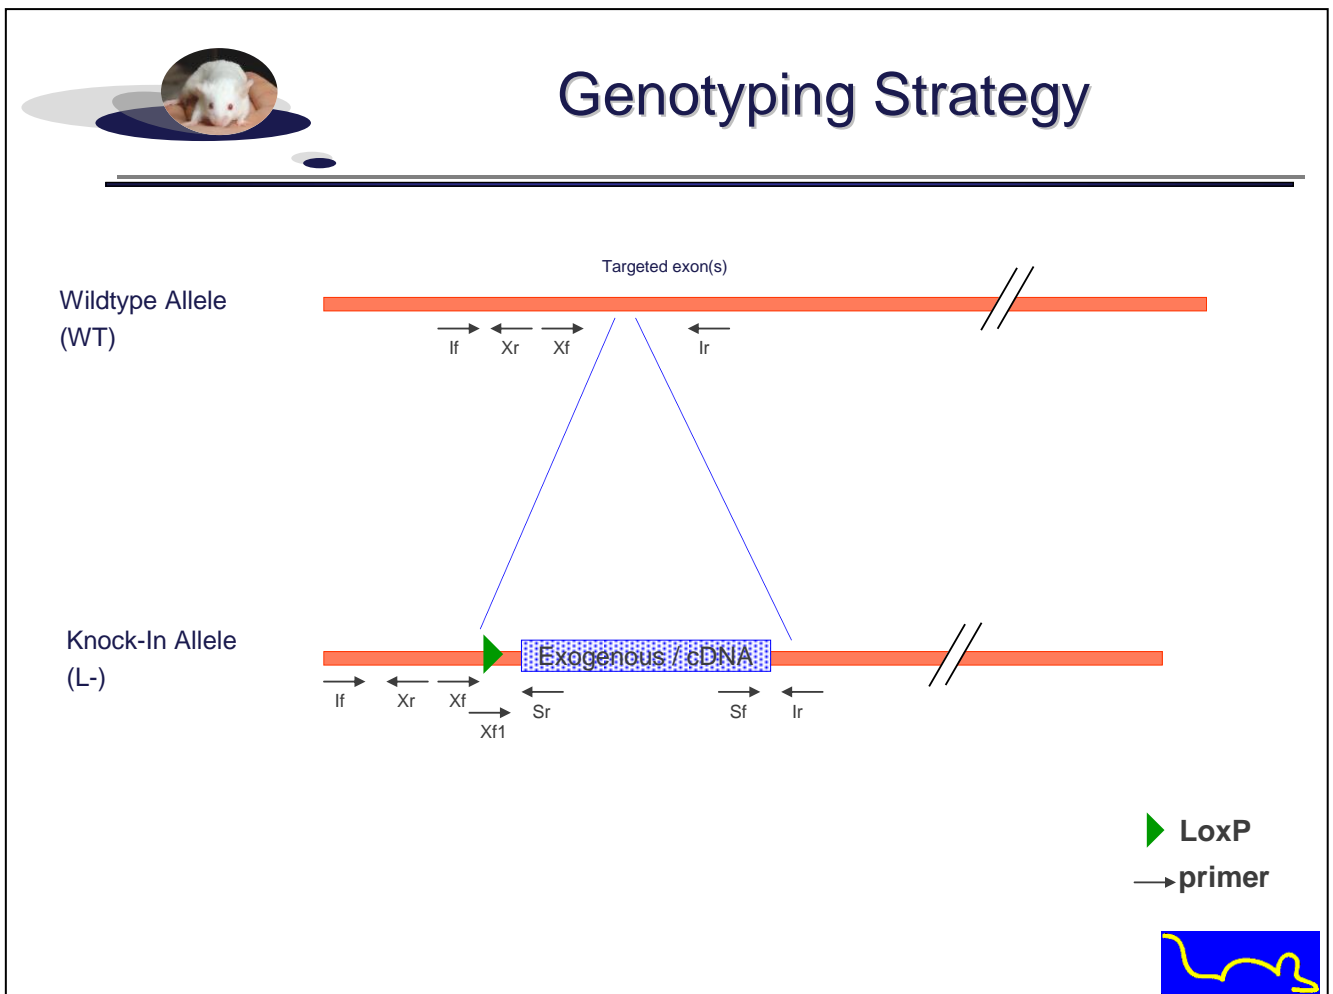 Genotyping Strategy
Targeted exon(s)
Wildtype Allele
(WT)
If Xr Xf Ir
Knock-In Allele
(L-)
Exogenous / cDNA
If Xr Xf Sr Sf Ir
Xf1
LoxP
primer